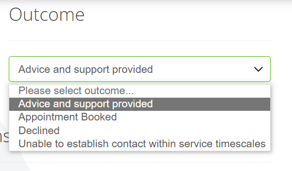 Outcome
Advice and support provided
Please select outcome...
Advice and support provided
Appointment Booked
Declined
Unable to establish contact within service timescales